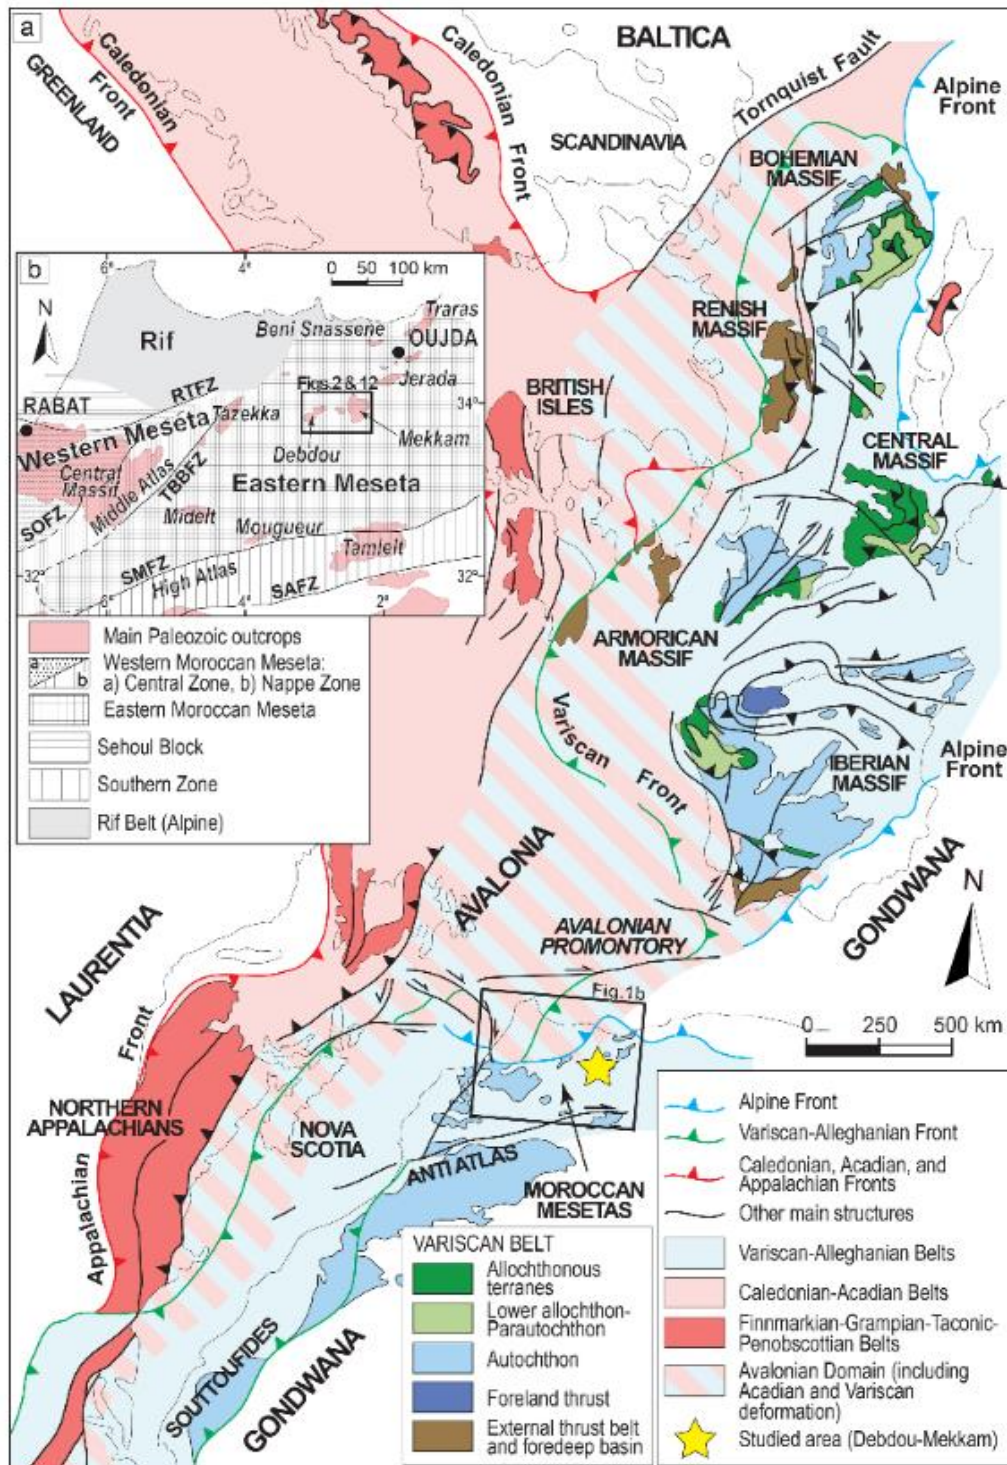 a
BALTICA
Caledonian
Front
GREENLAND
Caledonian
Front
SCANDINAVIA
Tornquist Fault
Alpine
Front
BOHEMIAN
MASSIF
RENISH
MASSIF
BRITISH
ISLES
CENTRAL
MASSIF
ARMORICAN
MASSIF
Variscan
Front
IBERIAN
MASSIF
Alpine
Front
GONDWANA
N
0 250 500 km
b
6° 4° 0 50 100 km
N
Traras
Beni Snassene
OUJDA
Rif
Figs.2 & 12
Jerada
RTFZ
RABAT
34°
Tazekka
Western Meseta
Mekkam
Debdou
Central
Massif
Middle Atlas
TBBFZ
Eastern Meseta
SOFZ
Midelt
Mougueur
Tamlelt
32°
SMFZ
High Atlas
SAFZ
32°
6° 4° 2°
Main Paleozoic outcrops
a
b
Western Moroccan Meseta:
a) Central Zone, b) Nappe Zone
Eastern Moroccan Meseta
Sehoul Block
Southern Zone
Rif Belt (Alpine)
LAURENTIA
AVALONIA
AVALONIAN
PROMONTORY
Fig.1b
Appalachian
Front
NORTHERN
APPALACHIANS
NOVA
SCOTIA
ANTI ATLAS
MOROCCAN
MESETAS
SOUTTOUFIDES
GONDWANA
VARISCAN BELT
Allochthonous
terranes
Lower allochthon-
Parautochthon
Autochthon
Foreland thrust
External thrust belt
and foredeep basin
Alpine Front
Variscan-Alleghanian Front
Caledonian, Acadian, and
Appalachian Fronts
Other main structures
Variscan-Alleghanian Belts
Caledonian-Acadian Belts
Finnmarkian-Grampian-Taconic-
Penobscottian Belts
Avalonian Domain (including
Acadian and Variscan
deformation)
Studied area (Debdou-Mekkam)